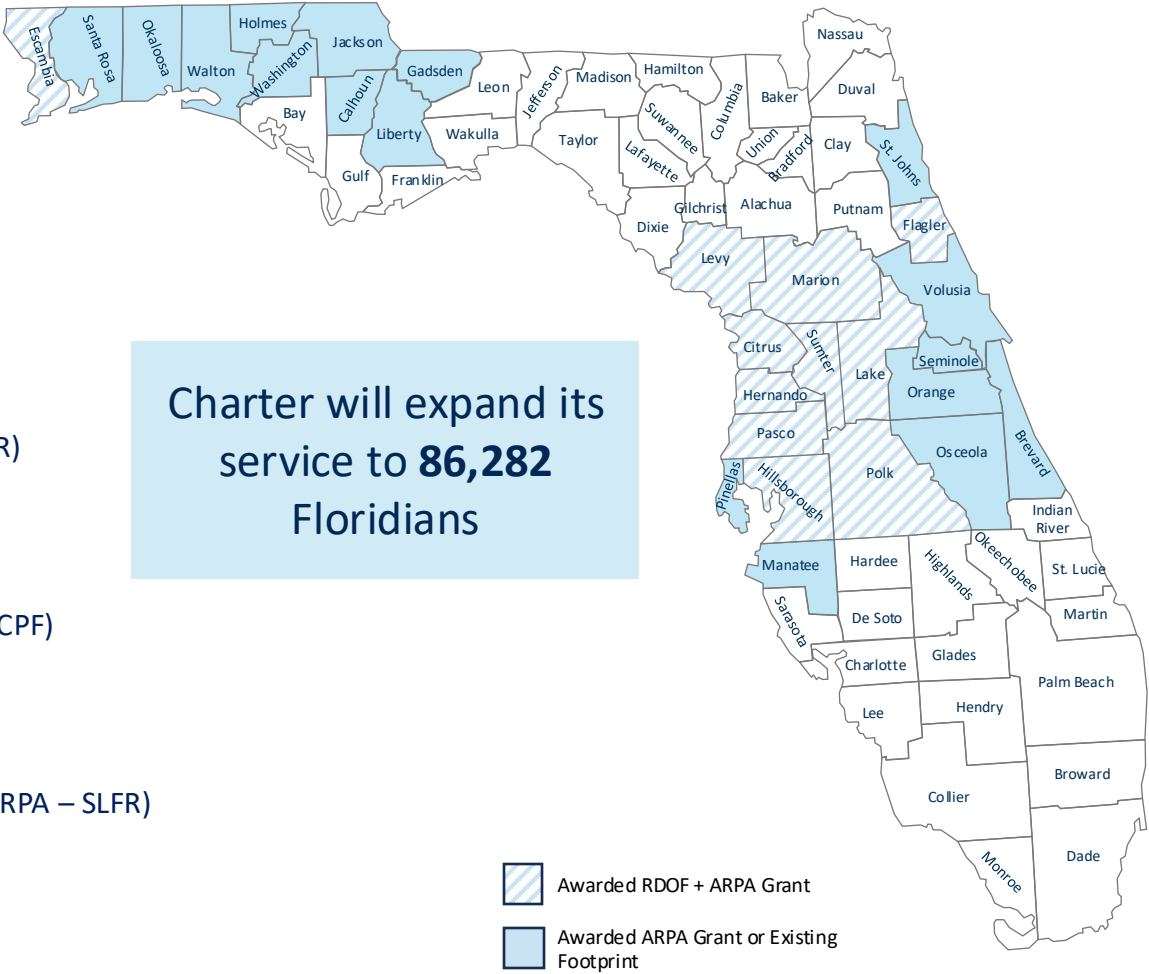 Escambia
Santa Rosa
Okaloosa
Walton
Holmes
Washington
Jackson
Bay
Calhoun
Gulf
Liberty
Gadsden
Franklin
Leon
Wakulla
Jefferson
Madison
Taylor
Hamilton
Suwannee
Lafayette
Dixie
Columbia
Gilchrist
Baker
Union
Bradford
Alachua
Nassau
Duval
Clay
Putnam
St. Johns
Flagler
Levy
Marion
Volusia
Citrus
Sumter
Lake
Seminole
Orange
Hernando
Pasco
Pinellas
Hillsborough
Polk
Osceola
Brevard
Indian
River
Manatee
Hardee
Highlands
Okeechobee
St. Lucie
Sarasota
De Soto
Martin
Charlotte
Glades
Palm Beach
Lee
Hendry
Collier
Broward
Monroe
Dade
Charter will expand its
service to 86,282
Floridians
R)
CPF)
RPA – SLFR)
Awarded RDOF + ARPA Grant
Awarded ARPA Grant or Existing
Footprint